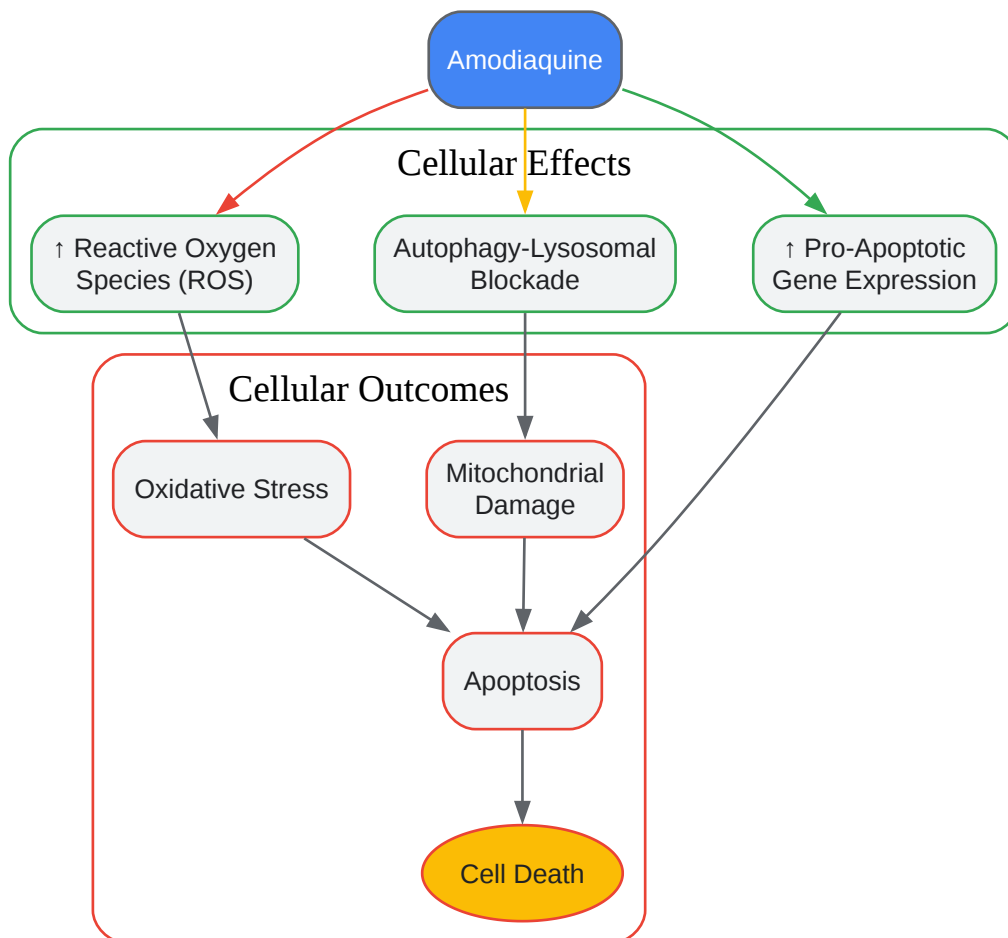 Amodiaquine
Cellular Effects
↑ Reactive Oxygen
Species (ROS)
Autophagy-Lysosomal
Blockade
↑ Pro-Apoptotic
Gene Expression
Cellular Outcomes
Oxidative Stress
Mitochondrial
Damage
Apoptosis
Cell Death